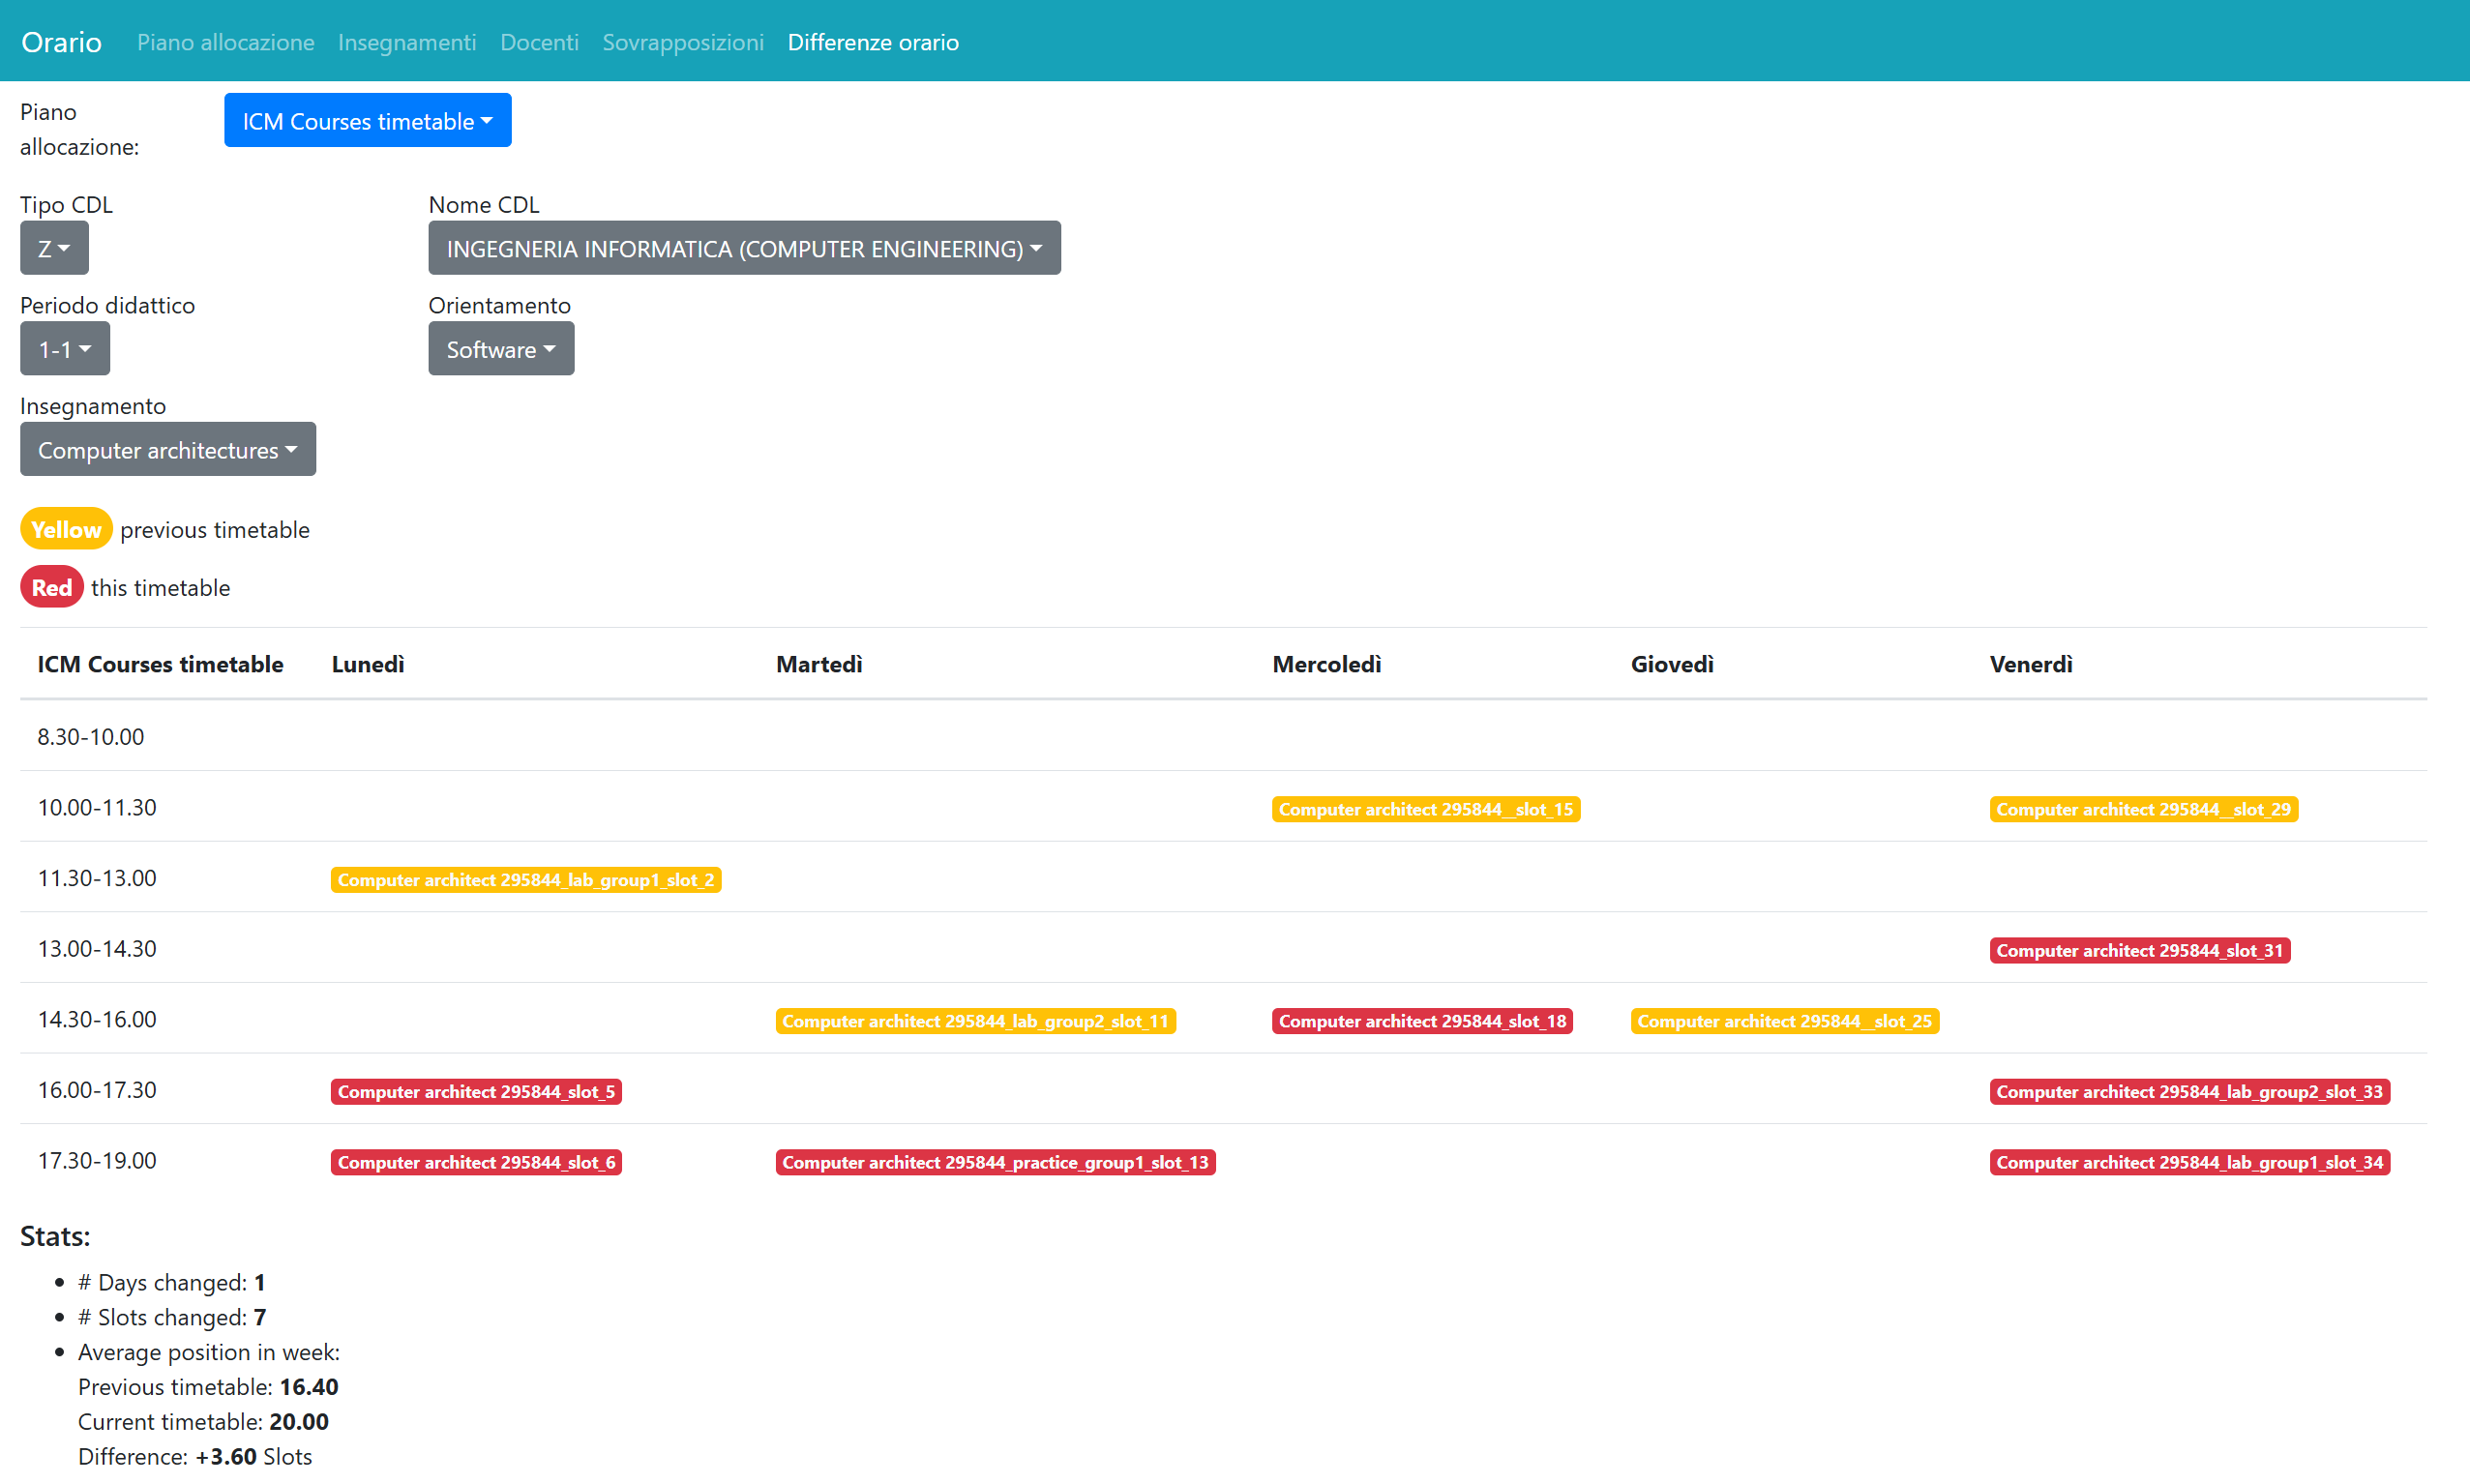 Orario Piano allocazione Insegnamenti Docenti Sovrapposizioni Differenze orario
Piano
allocazione:
ICM Courses timetable
Tipo CDL Nome CDL
Z INGEGNERIA INFORMATICA (COMPUTER ENGINEERING)
Periodo didattico Orientamento
1-1 Software
Insegnamento
Computer architectures
Yellow previous timetable
Red this timetable
ICM Courses timetable Lunedì Martedì Mercoledì Giovedì Venerdì
8.30-10.00
10.00-11.30 Computer architect 295844__slot_15 Computer architect 295844__slot_29
11.30-13.00 Computer architect 295844_lab_group1_slot_2
13.00-14.30 Computer architect 295844_slot_31
14.30-16.00 Computer architect 295844_lab_group2_slot_11 Computer architect 295844_slot_18 Computer architect 295844__slot_25
16.00-17.30 Computer architect 295844_slot_5 Computer architect 295844_lab_group2_slot_33
17.30-19.00 Computer architect 295844_slot_6 Computer architect 295844_practice_group1_slot_13 Computer architect 295844_lab_group1_slot_34
Stats:
# Days changed: 1
# Slots changed: 7
Average position in week:
Previous timetable: 16.40
Current timetable: 20.00
Difference: +3.60 Slots